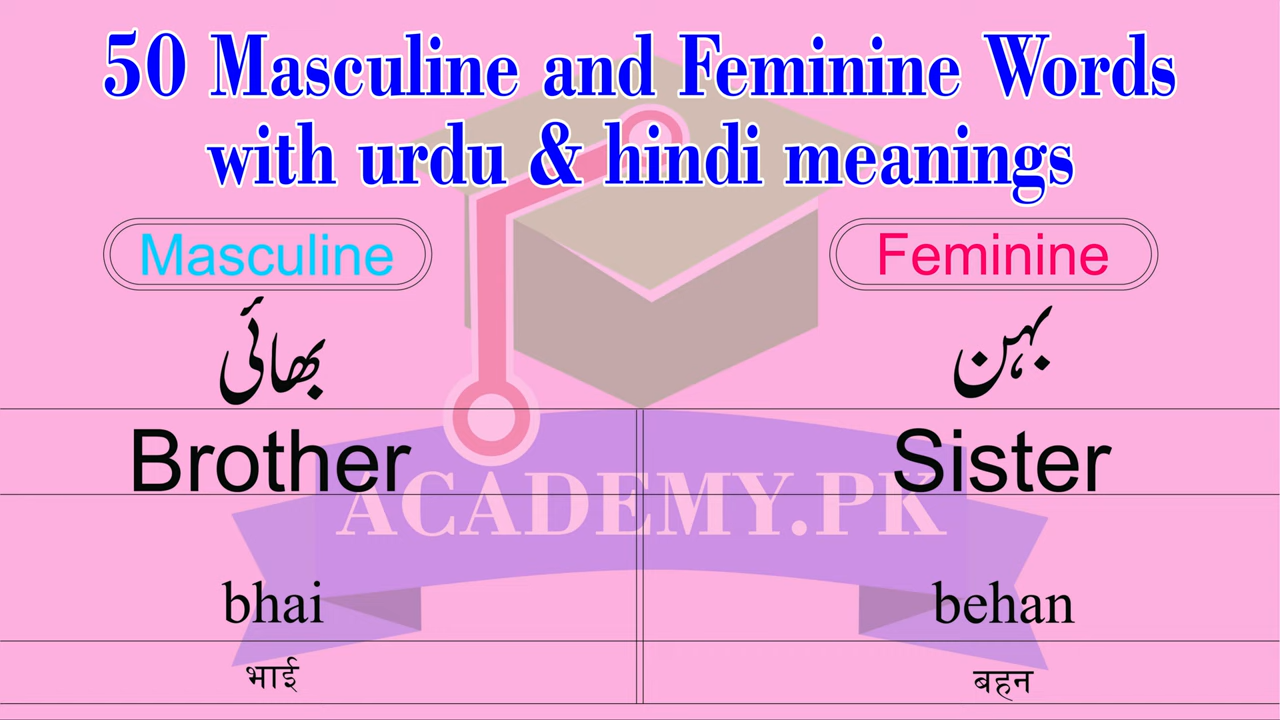 50 Masculine and Feminine Words
with urdu & hindi meanings
Masculine Feminine
بھائی بہن
Brother Sister
ACADEMY.PK
bhai behan
भाई बहन